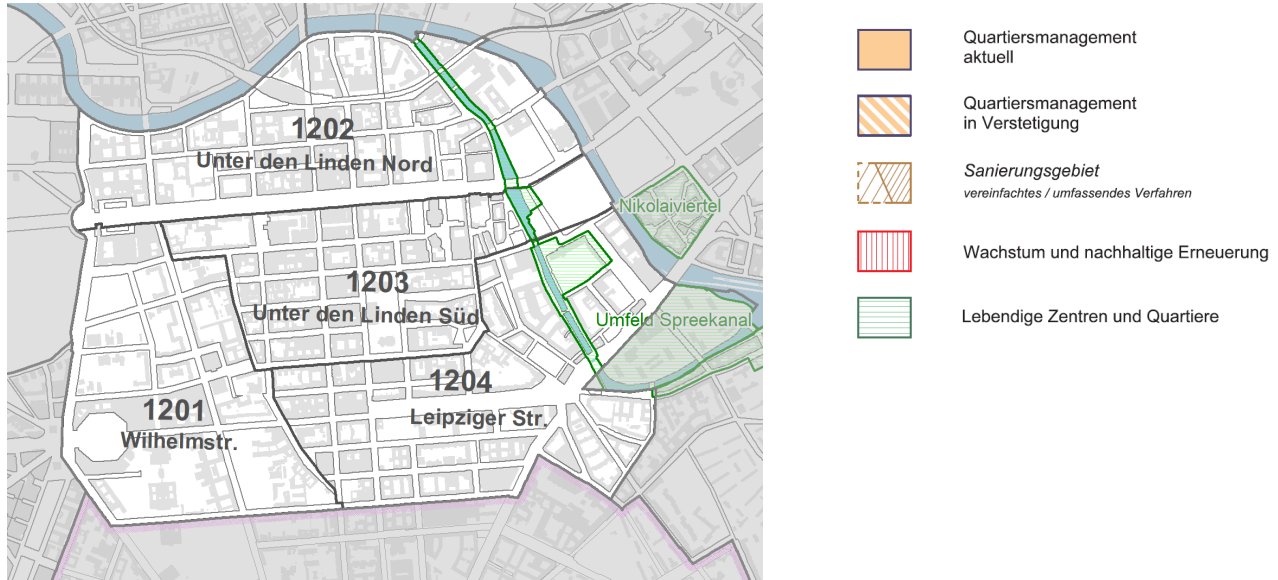 1202
Unter den Linden Nord
Nikolaiviertel
1203
Unter den Linden Süd
Umfeld Spreekanal
1204
Leipziger Str.
1201
Wilhelmstr.
Quartiersmanagement
aktuell
Quartiersmanagement
in Verstetigung
Sanierungsgebiet
vereinfachtes / umfassendes Verfahren
Wachstum und nachhaltige Erneuerung
Lebendige Zentren und Quartiere